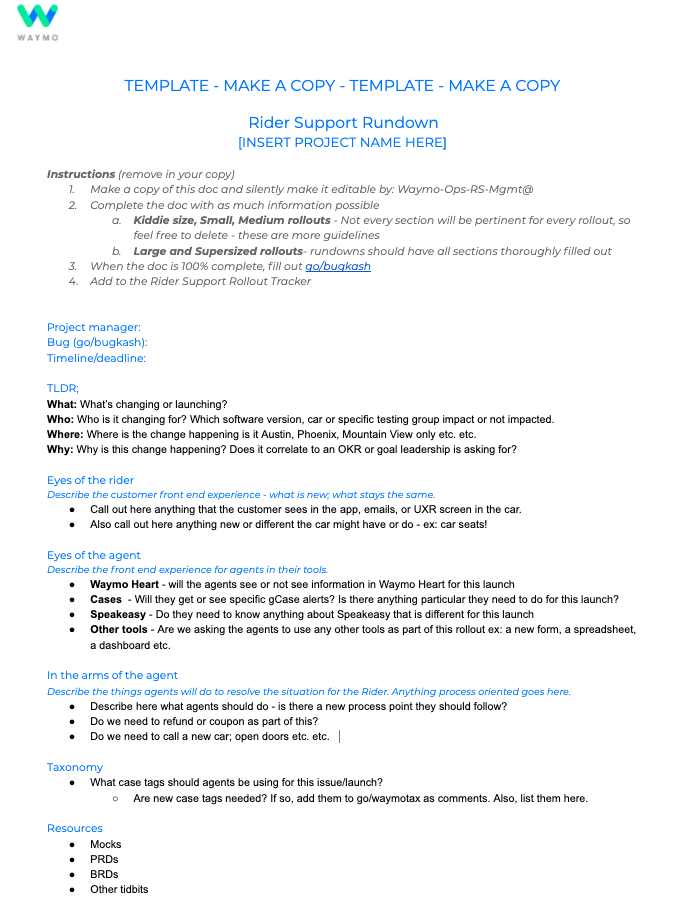 WAYMO
TEMPLATE - MAKE A COPY - TEMPLATE - MAKE A COPY
Rider Support Rundown
[INSERT PROJECT NAME HERE]
Instructions (remove in your copy)
1. Make a copy of this doc and silently make it editable by: Waymo-Ops-RS-Mgmt@
2. Complete the doc with as much information possible
a. Kiddie size, Small, Medium rollouts - Not every section will be pertinent for every rollout, so
feel free to delete - these are more guidelines
b. Large and Supersized rollouts- rundowns should have all sections thoroughly filled out
3. When the doc is 100% complete, fill out go/bugkash
4. Add to the Rider Support Rollout Tracker
Project manager:
Bug (go/bugkash):
Timeline/deadline:
TLDR;
What: What's changing or launching?
Who: Who is it changing for? Which software version, car or specific testing group impact or not impacted.
Where: Where is the change happening is it Austin, Phoenix, Mountain View only etc. etc.
Why: Why is this change happening? Does it correlate to an OKR or goal leadership is asking for?
Eyes of the rider
Describe the customer front end experience - what is new; what stays the same.
● Call out here anything that the customer sees in the app, emails, or UXR screen in the car.
● Also call out here anything new or different the car might have or do - ex: car seats!
Eyes of the agent
Describe the front end experience for agents in their tools.
● Waymo Heart - will the agents see or not see information in Waymo Heart for this launch
● Cases - Will they get or see specific gCase alerts? Is there anything particular they need to do for this launch?
● Speakeasy - Do they need to know anything about Speakeasy that is different for this launch
● Other tools - Are we asking the agents to use any other tools as part of this rollout ex: a new form, a spreadsheet,
a dashboard etc.
In the arms of the agent
Describe the things agents will do to resolve the situation for the Rider. Anything process oriented goes here.
● Describe here what agents should do - is there a new process point they should follow?
● Do we need to refund or coupon as part of this?
● Do we need to call a new car; open doors etc. etc.
Taxonomy
● What case tags should agents be using for this issue/launch?
○ Are new case tags needed? If so, add them to go/waymotax as comments. Also, list them here.
Resources
● Mocks
● PRDs
● BRDs
● Other tidbits